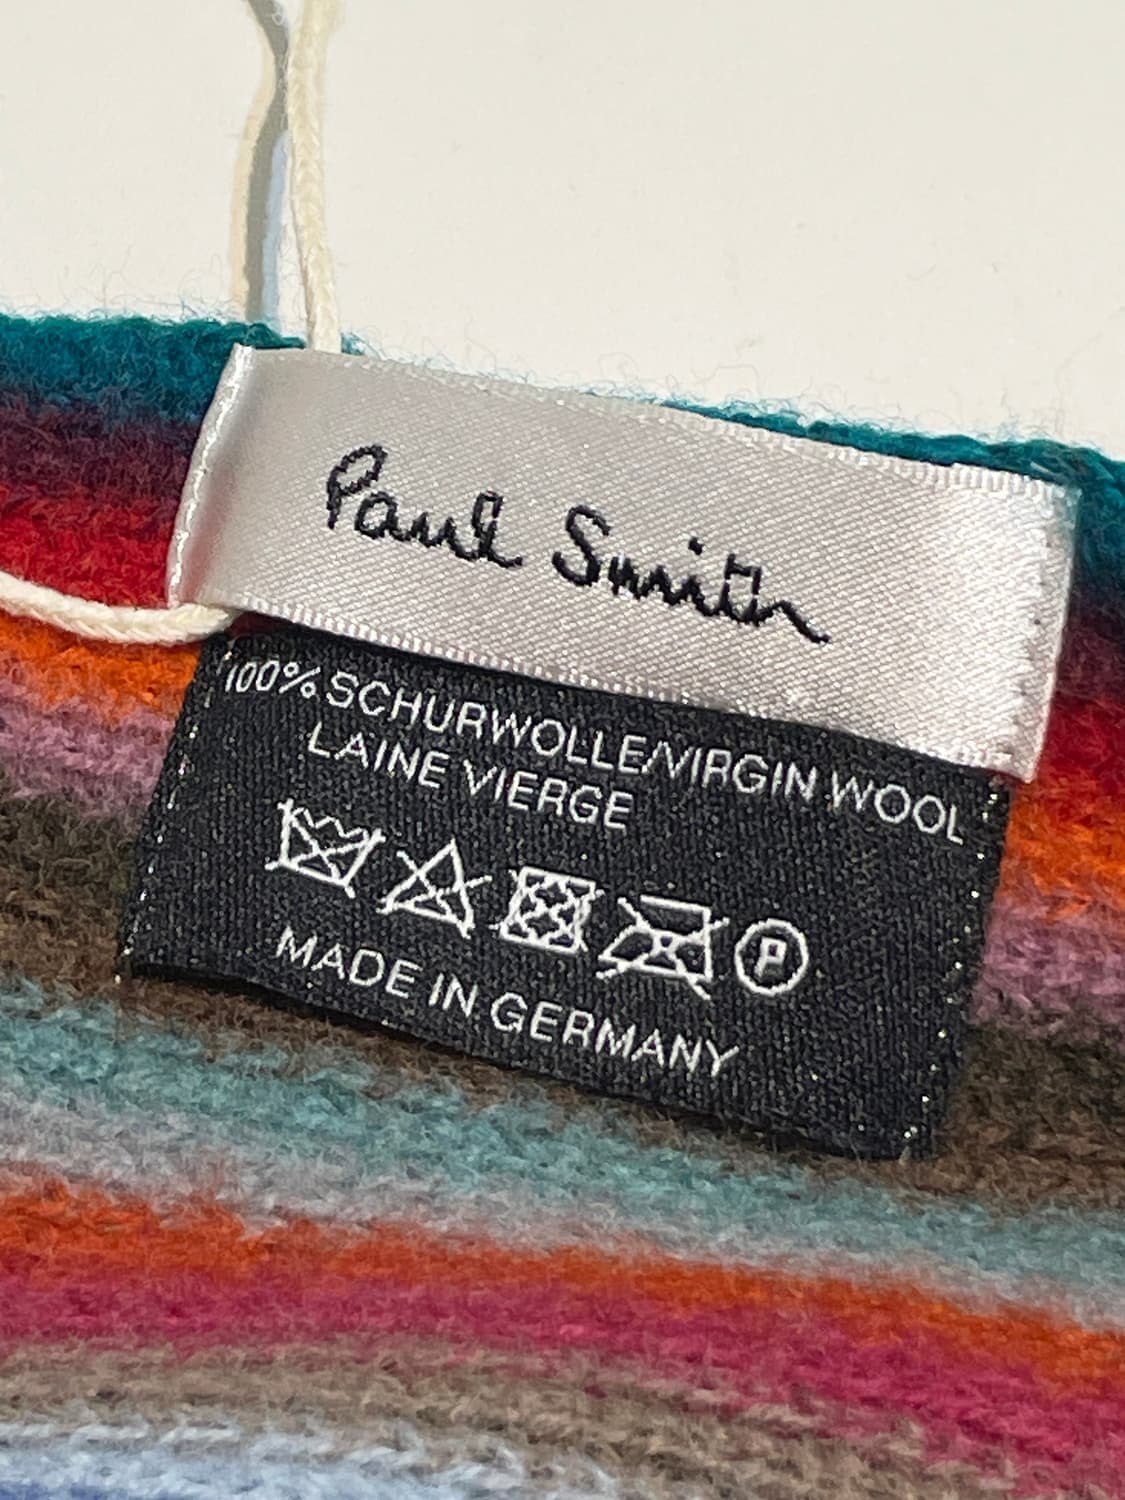 Paul Smith
100% SCHURWOLLE/VIRGIN WOOL
LAINE VIERGE
P
MADE IN GERMANY